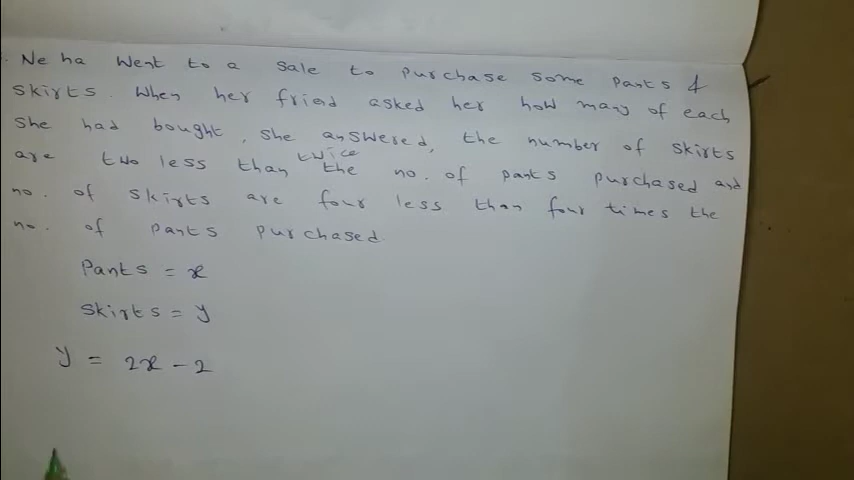 Neha went to a sale to purchase some pants &
skirts. When her friend asked her how many of each
she had bought, she answered, the number of skirts
are two less than twice the no. of pants purchased and
no. of skirts are four less than four times the
no. of pants purchased.
Pants = x
Skirts = y
y = 2x - 2